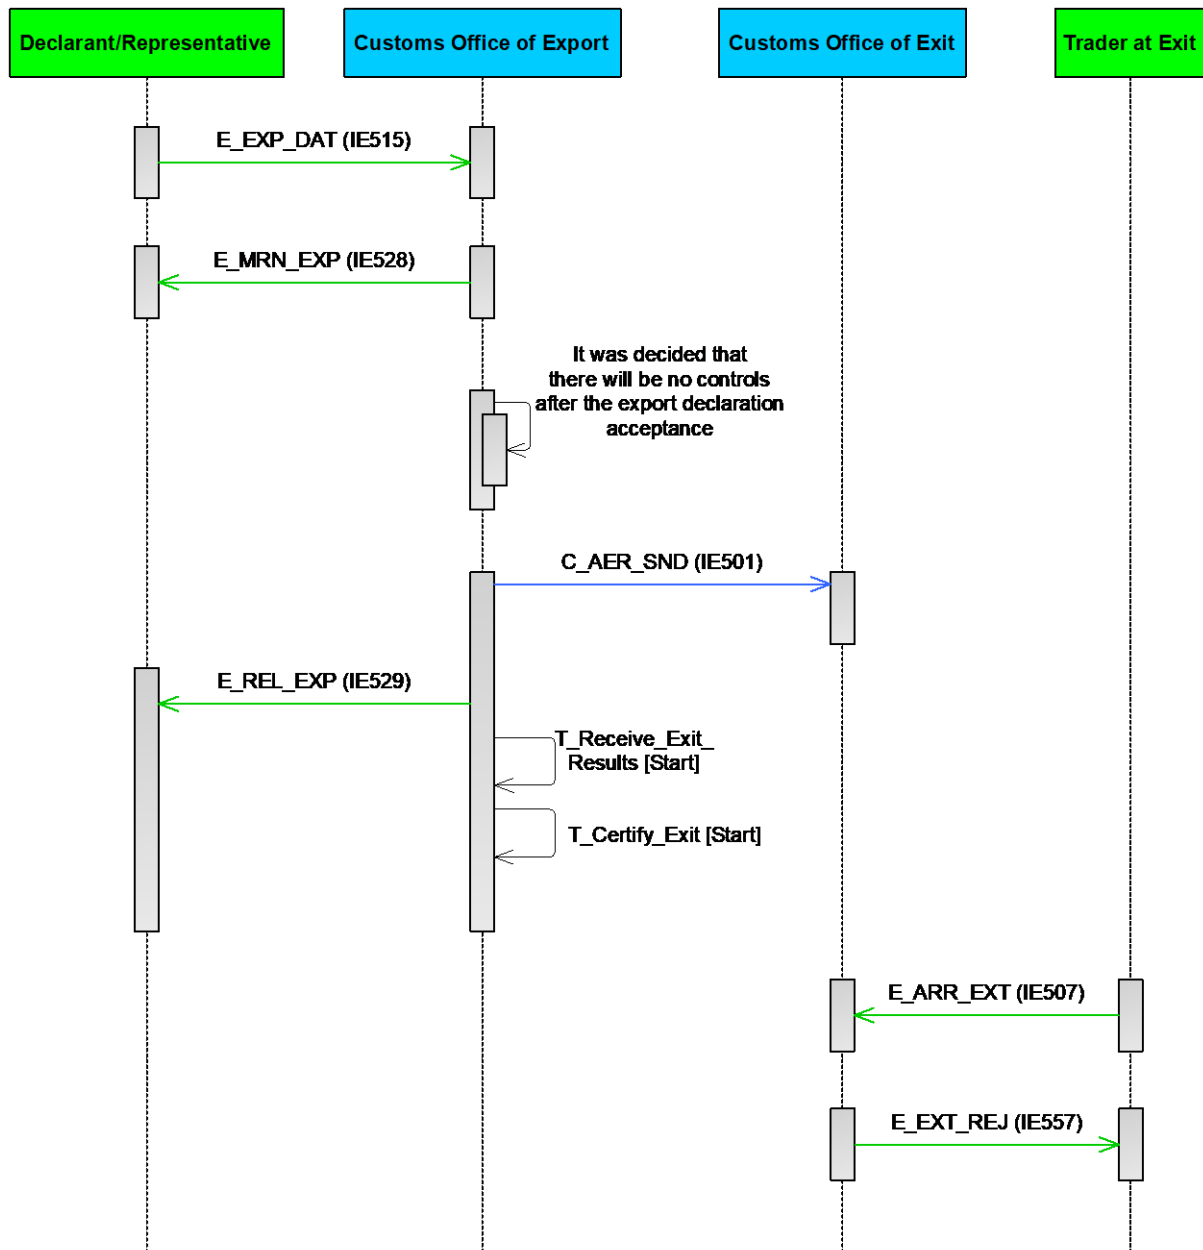 Declarant/Representative
Customs Office of Export
Customs Office of Exit
Trader at Exit
E_EXP_DAT (IE515)
E_MRN_EXP (IE528)
It was decided that
there will be no controls
after the export declaration
acceptance
C_AER_SND (IE501)
E_REL_EXP (IE529)
T_Receive_Exit_
Results [Start]
T_Certify_Exit [Start]
E_ARR_EXT (IE507)
E_EXT_REJ (IE557)